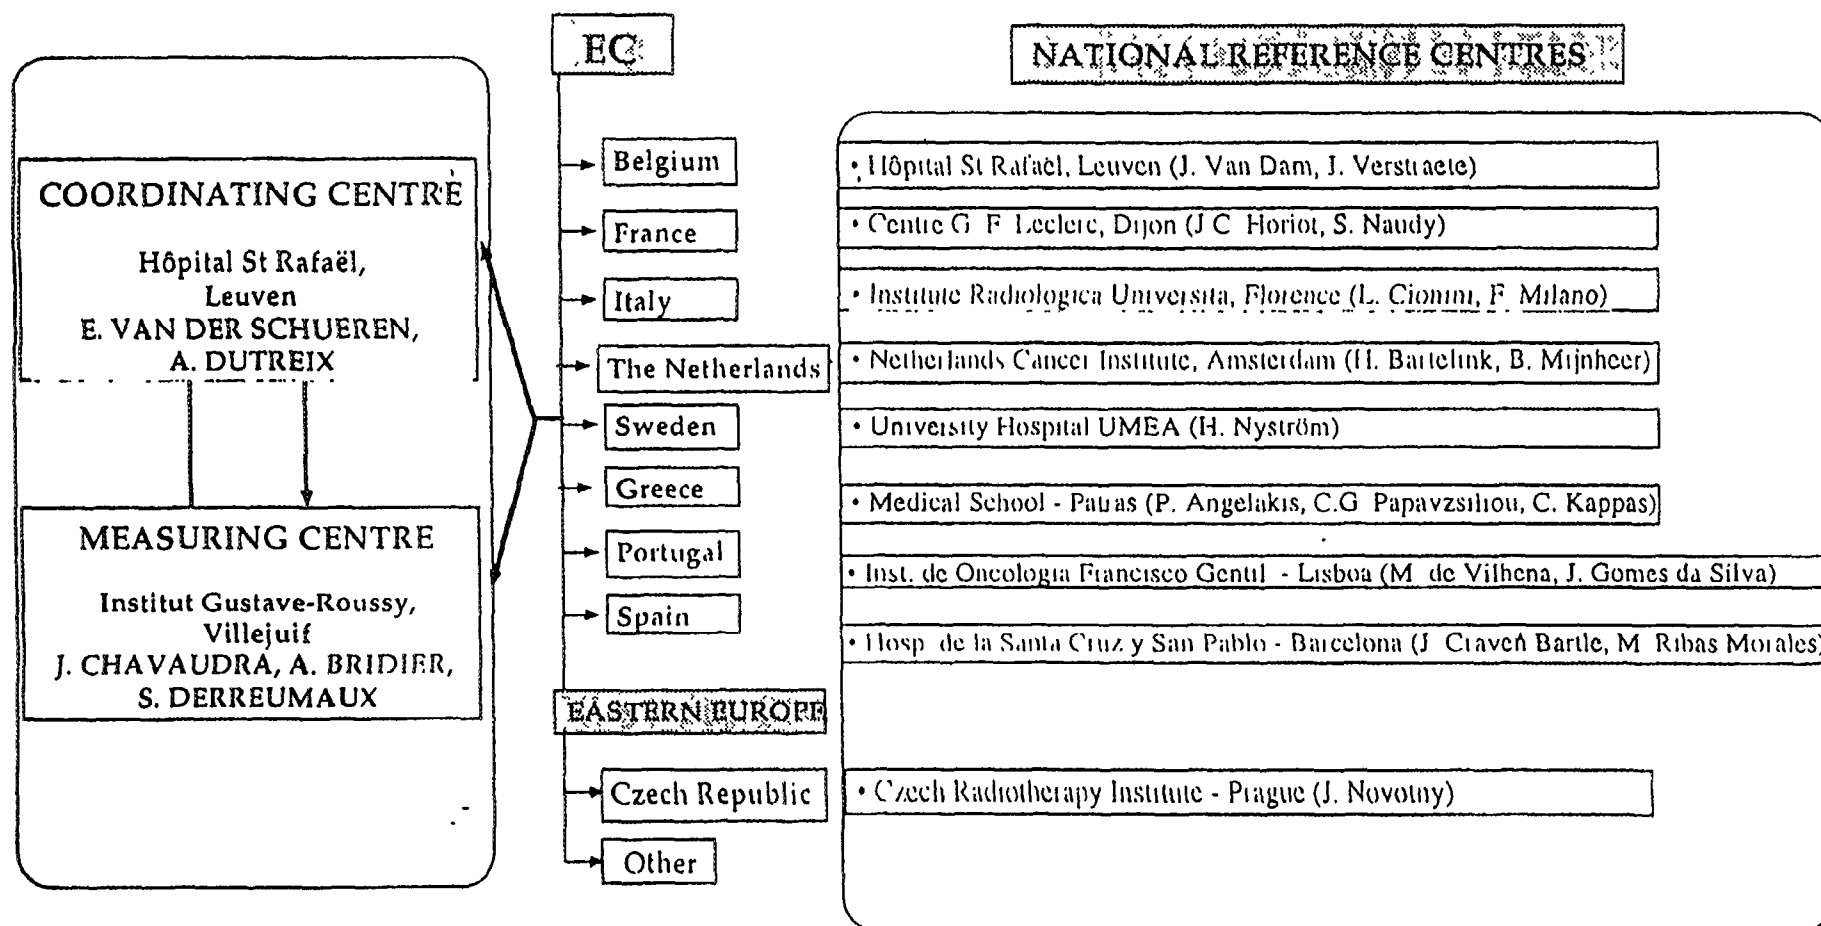 EC
NATIONAL REFERENCE CENTRES
COORDINATING CENTRE
Hôpital St Rafaël,
Leuven
E. VAN DER SCHUEREN,
A. DUTREIX
MEASURING CENTRE
Institut Gustave-Roussy,
Villejuif
J. CHAVAUDRA, A. BRIDIER,
S. DERREUMAUX
Belgium
France
Italy
The Netherlands
Sweden
Greece
Portugal
Spain
EASTERN EUROPE
Czech Republic
Other
• Hôpital St Rafaël, Leuven (J. Van Dam, J. Verstraete)
• Centre G F Leclerc, Dijon (J C Horiot, S. Naudy)
• Institute Radiologica Universita, Florence (L. Cionini, F Milano)
• Netherlands Cancer Institute, Amsterdam (H. Bartelink, B. Mijnheer)
• University Hospital UMEA (H. Nyström)
• Medical School - Patras (P. Angelakis, C.G Papavzsiliou, C. Kappas)
• Inst. de Oncologia Francisco Gentil - Lisboa (M de Vilhena, J. Gomes da Silva)
• Hosp de la Santa Cruz y San Pablo - Barcelona (J Craven Bartle, M Ribas Morales)
• Czech Radiotherapy Institute - Prague (J. Novotny)